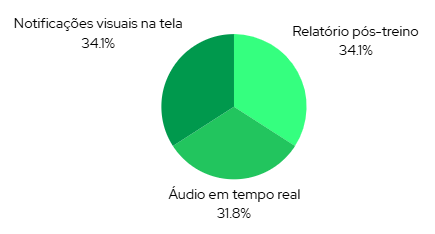 Notificações visuais na tela
34.1%
Relatório pós-treino
34.1%
Áudio em tempo real
31.8%